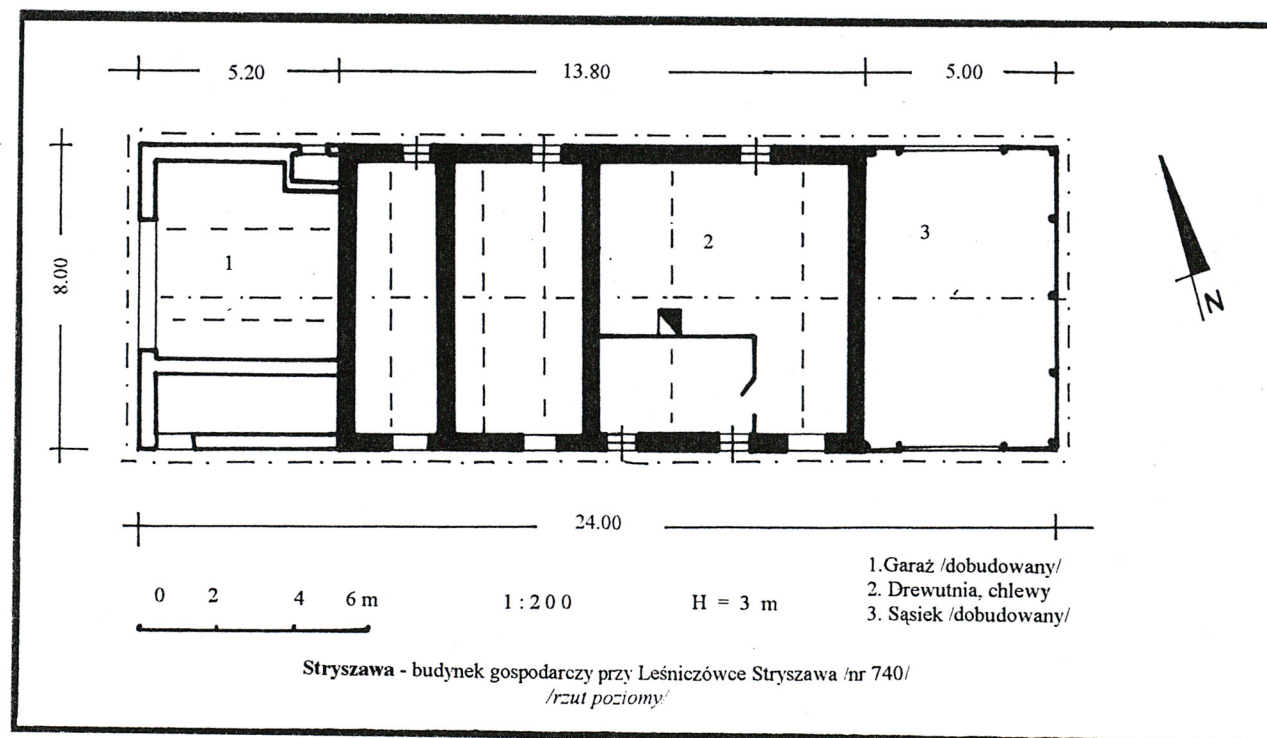 5.20 13.80 5.00
8.00
1
2
3
N
24.00
0 2 4 6 m
1:200
H = 3 m
1.Garaż /dobudowany/
2. Drewutnia, chlewy
3. Sąsiek /dobudowany/
Stryszawa - budynek gospodarczy przy Leśniczówce Stryszawa /nr 740/
/rzut poziomy/